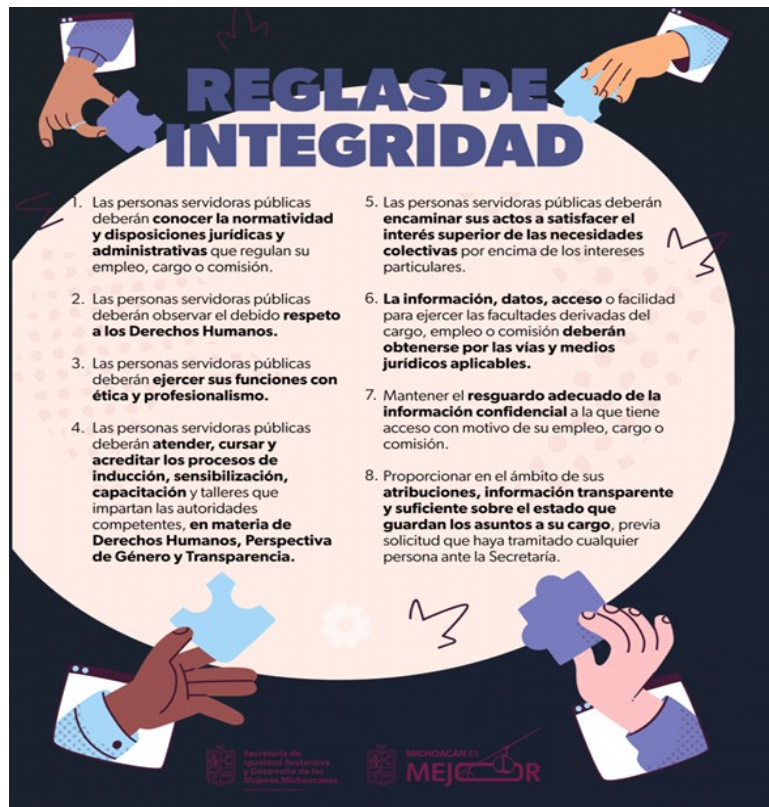 REGLAS DE
INTEGRIDAD
1. Las personas servidoras públicas
deberán conocer la normatividad
y disposiciones jurídicas y
administrativas que regulan su
empleo, cargo o comisión.
2. Las personas servidoras públicas
deberán observar el debido respeto
a los Derechos Humanos.
3. Las personas servidoras públicas
deberán ejercer sus funciones con
ética y profesionalismo.
4. Las personas servidoras públicas
deberán atender, cursar y
acreditar los procesos de
inducción, sensibilización,
capacitación y talleres que
impartan las autoridades
competentes, en materia de
Derechos Humanos, Perspectiva
de Género y Transparencia.
5. Las personas servidoras públicas deberán
encaminar sus actos a satisfacer el
interés superior de las necesidades
colectivas por encima de los intereses
particulares.
6. La información, datos, acceso o facilidad
para ejercer las facultades derivadas del
cargo, empleo o comisión deberán
obtenerse por las vías y medios
jurídicos aplicables.
7. Mantener el resguardo adecuado de la
información confidencial a la que tiene
acceso con motivo de su empleo, cargo o
comisión.
8. Proporcionar en el ámbito de sus
atribuciones, información transparente
y suficiente sobre el estado que
guardan los asuntos a su cargo, previa
solicitud que haya tramitado cualquier
persona ante la Secretaría.
Secretaría de
Igualdad Sustantiva
y Desarrollo de las
Mujeres Michoacanas
MICHOACÁN ES
MEJOR